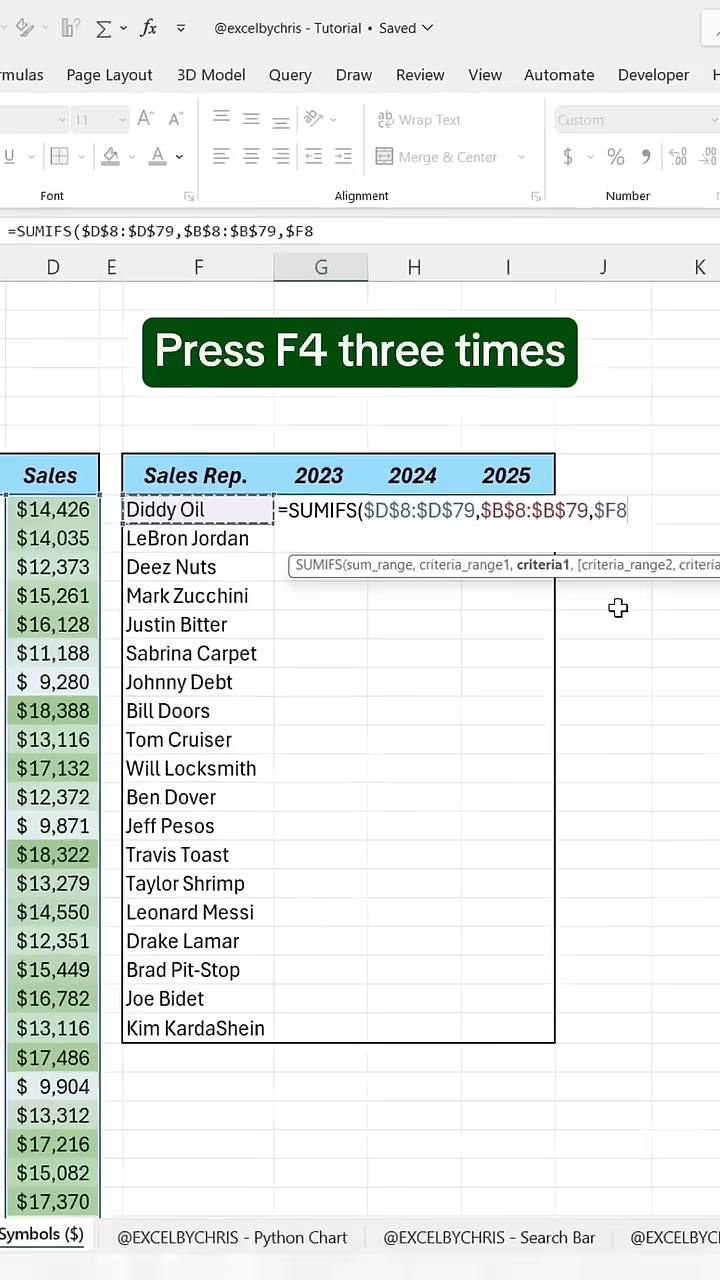 fx
@excelbychris - Tutorial • Saved
rmulas Page Layout 3D Model Query Draw Review View Automate Developer
11 A A ab Wrap Text Custom
U A Merge & Center $ % 9 .00
Font Alignment Number
=SUMIFS($D$8:$D$79,$B$8:$B$79,$F8
D E F G H I J K
Press F4 three times
Sales Sales Rep. 2023 2024 2025
$14,426 Diddy Oil =SUMIFS($D$8:$D$79,$B$8:$B$79,$F8
$14,035 LeBron Jordan
$12,373 Deez Nuts SUMIFS(sum_range, criteria_range1, criteria1, [criteria_range2, criteria
$15,261 Mark Zucchini
$16,128 Justin Bitter
$11,188 Sabrina Carpet
$ 9,280 Johnny Debt
$18,388 Bill Doors
$13,116 Tom Cruiser
$17,132 Will Locksmith
$12,372 Ben Dover
$ 9,871 Jeff Pesos
$18,322 Travis Toast
$13,279 Taylor Shrimp
$14,550 Leonard Messi
$12,351 Drake Lamar
$15,449 Brad Pit-Stop
$16,782 Joe Bidet
$13,116 Kim KardaShein
$17,486
$ 9,904
$13,312
$17,216
$15,082
$17,370
Symbols ($) @EXCELBYCHRIS - Python Chart @EXCELBYCHRIS - Search Bar @EXCELBYC